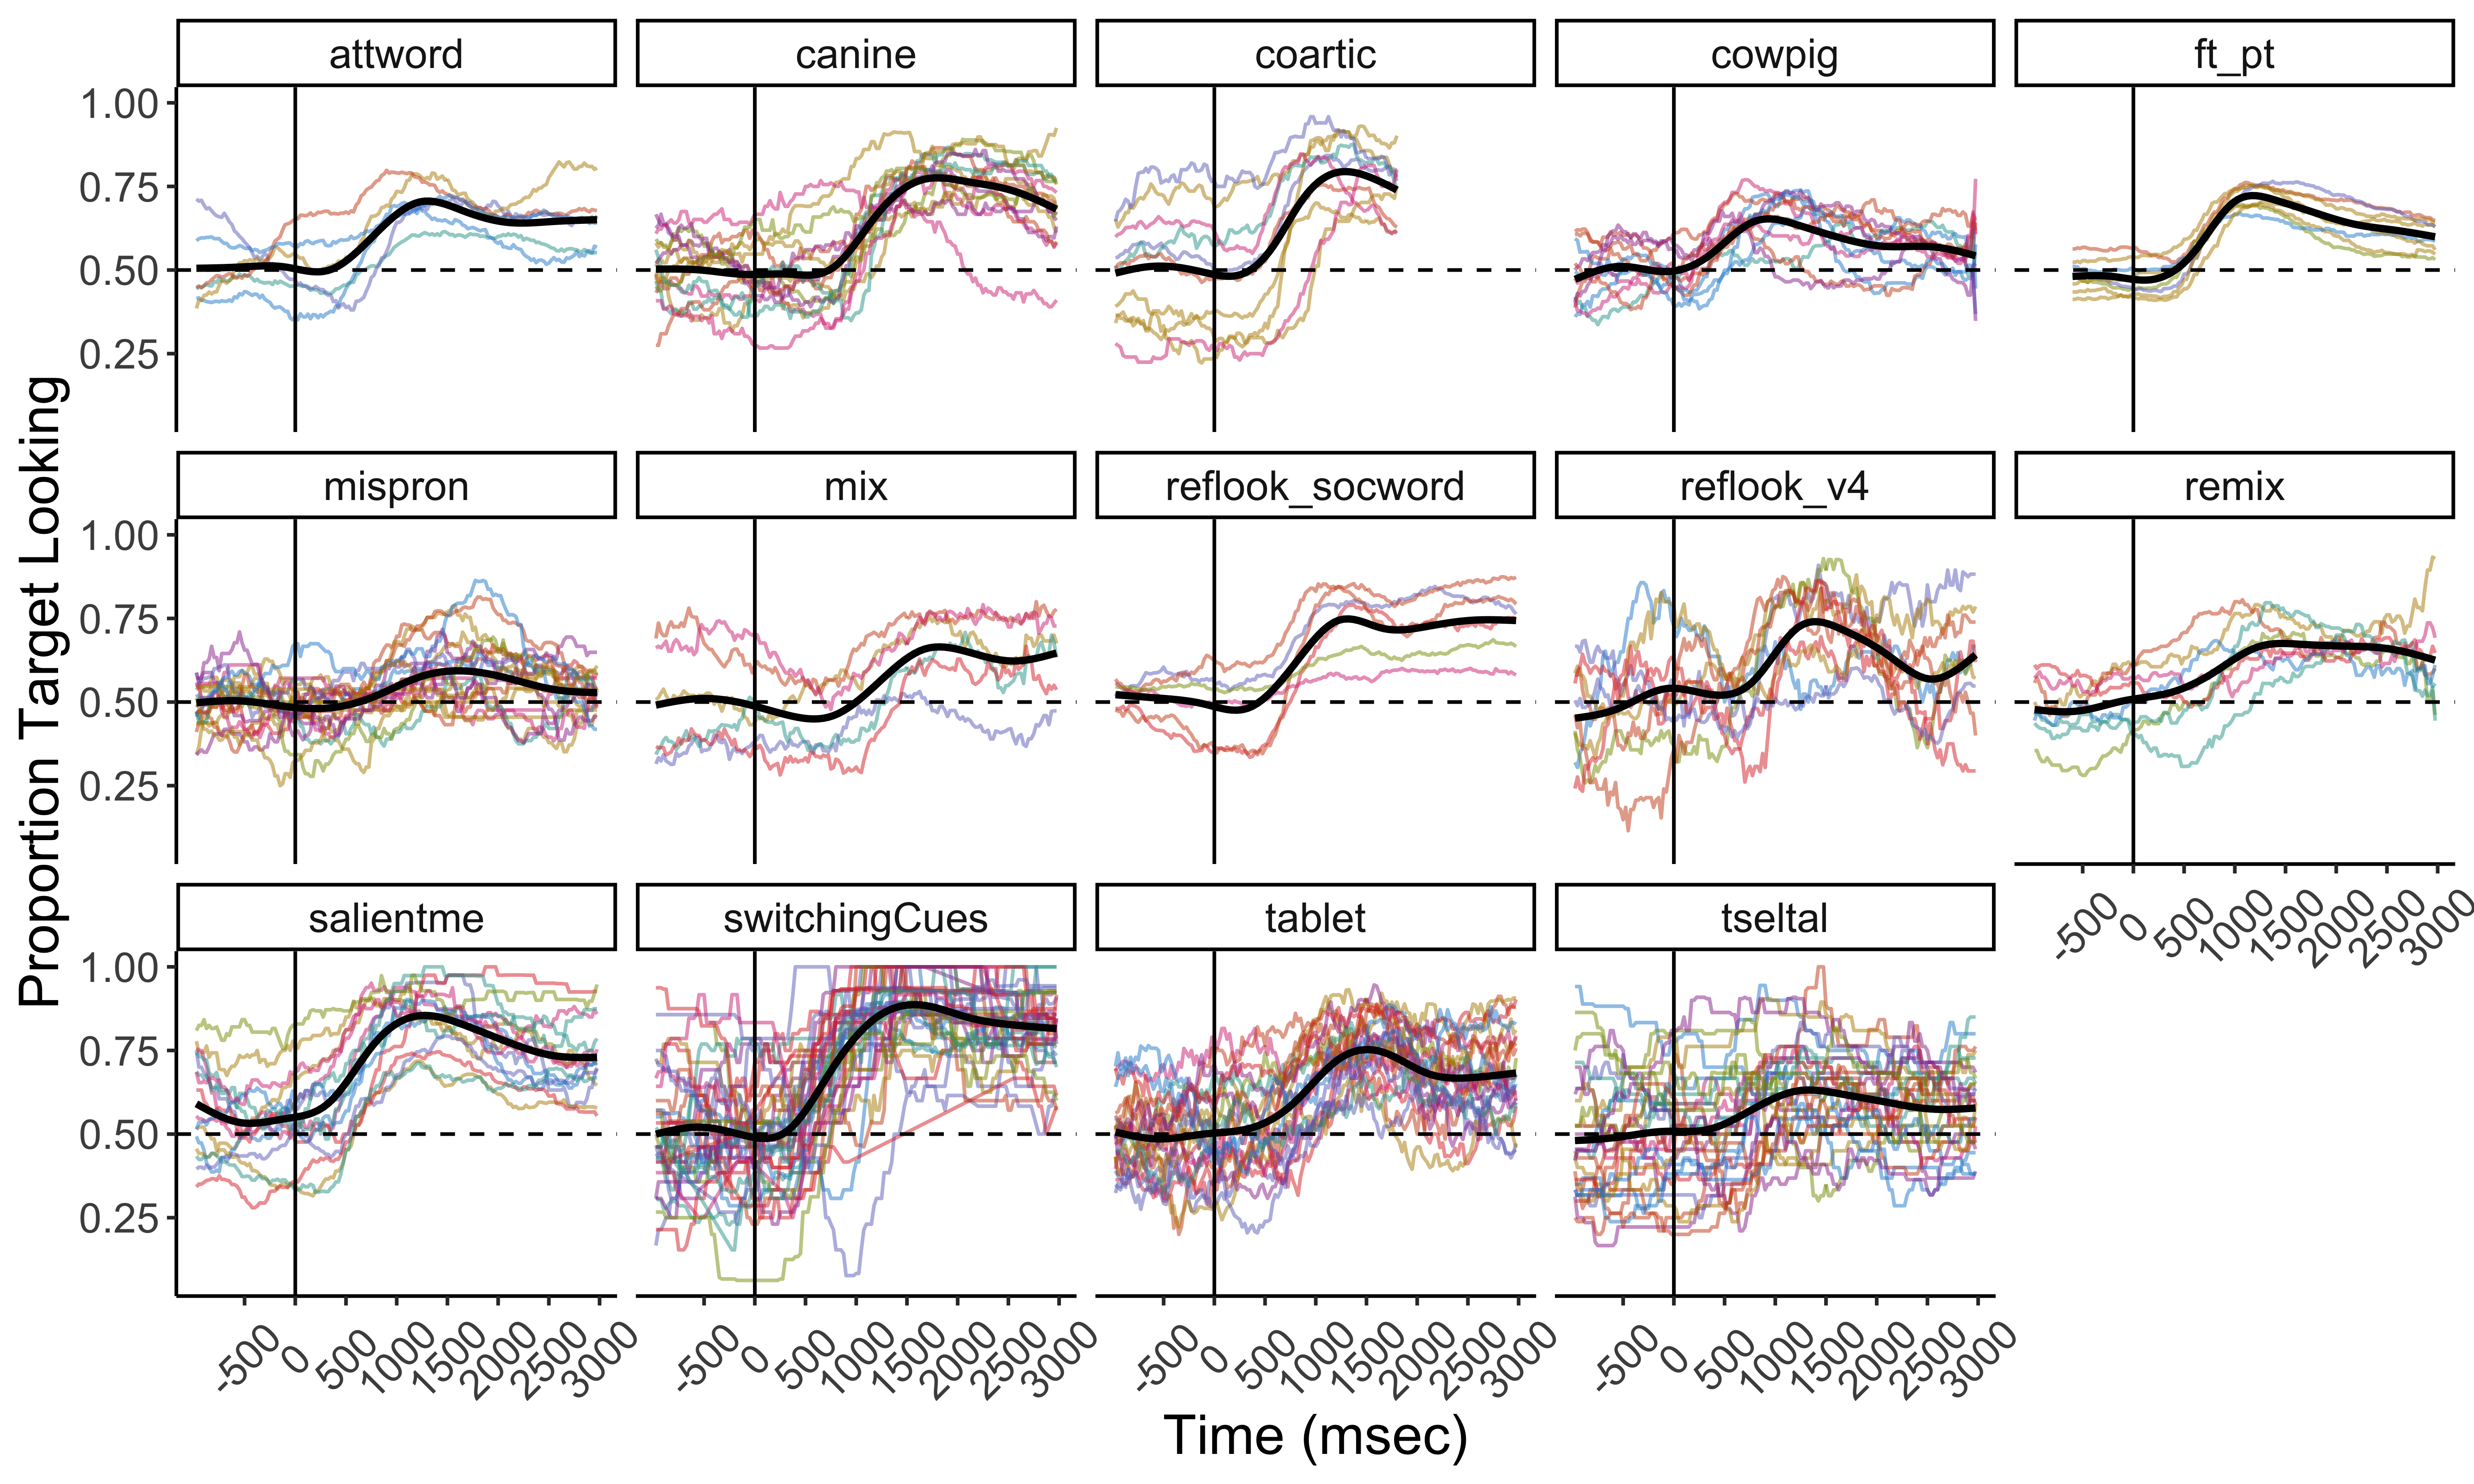 attword canine coartic cowpig ft_pt
1.00
0.75
0.50
0.25
mispron mix reflook_socword reflook_v4 remix
1.00
0.75
0.50
0.25
-500 0 500 1000 1500 2000 2500 3000
salientme switchingCues tablet tseltal
1.00
0.75
0.50
0.25
-500 0 500 1000 1500 2000 2500 3000 -500 0 500 1000 1500 2000 2500 3000 -500 0 500 1000 1500 2000 2500 3000 -500 0 500 1000 1500 2000 2500 3000
Proportion Target Looking
Time (msec)